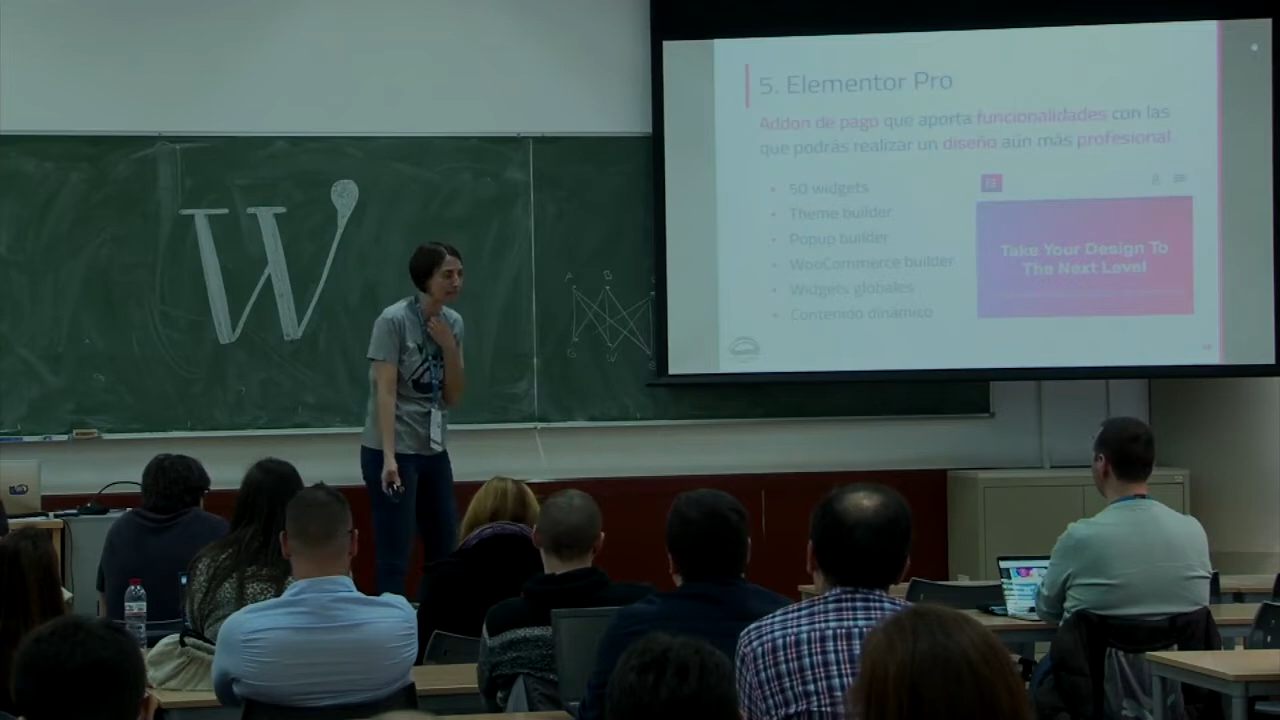 W
5. Elementor Pro
Addon de pago que aporta funcionalidades con las
que podrás realizar un diseño aún más profesional
• 50 widgets
• Theme builder
• Popup builder
• WooCommerce builder
• Widgets globales
• Contenido dinámico
Take Your Design To
The Next Level